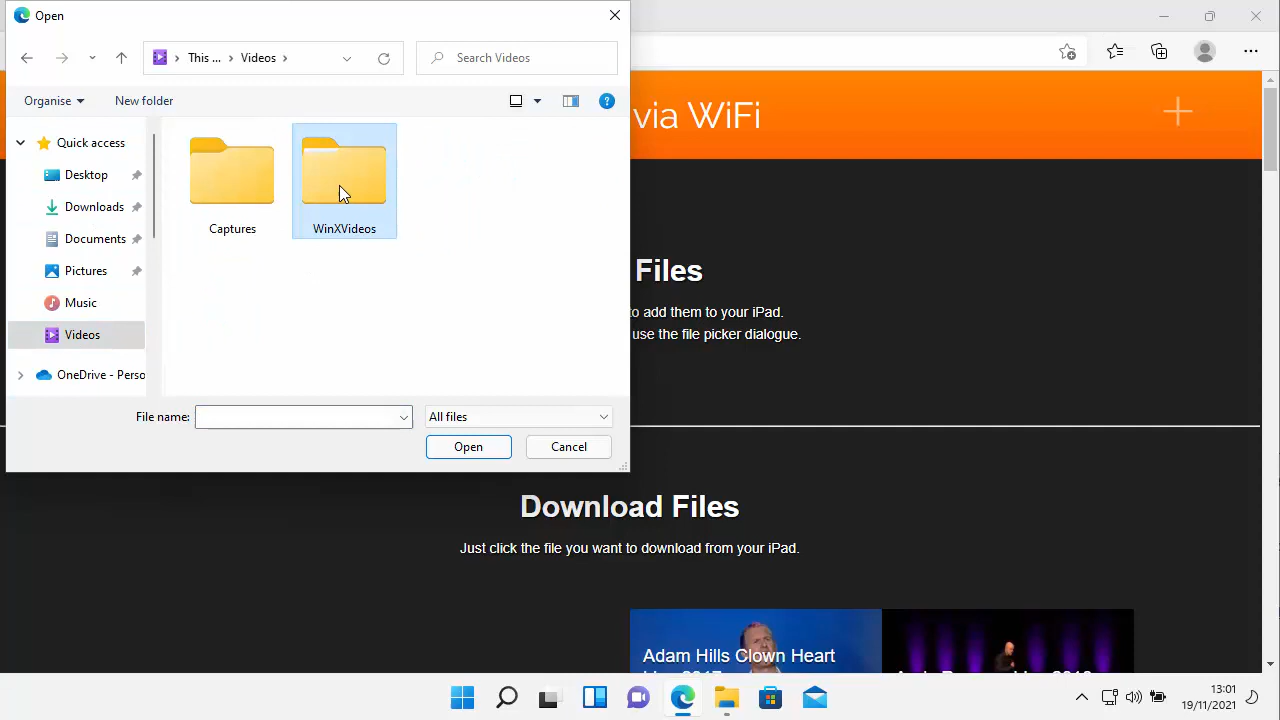 Open
This ...
Videos
Search Videos
Organise
New folder
Quick access
Desktop
Downloads
Documents
Pictures
Music
Videos
OneDrive - Perso
Captures
WinXVideos
File name:
All files
Open
Cancel
via WiFi
Files
to add them to your iPad.
use the file picker dialogue.
Download Files
Just click the file you want to download from your iPad.
Adam Hills Clown Heart
13:01
19/11/2021